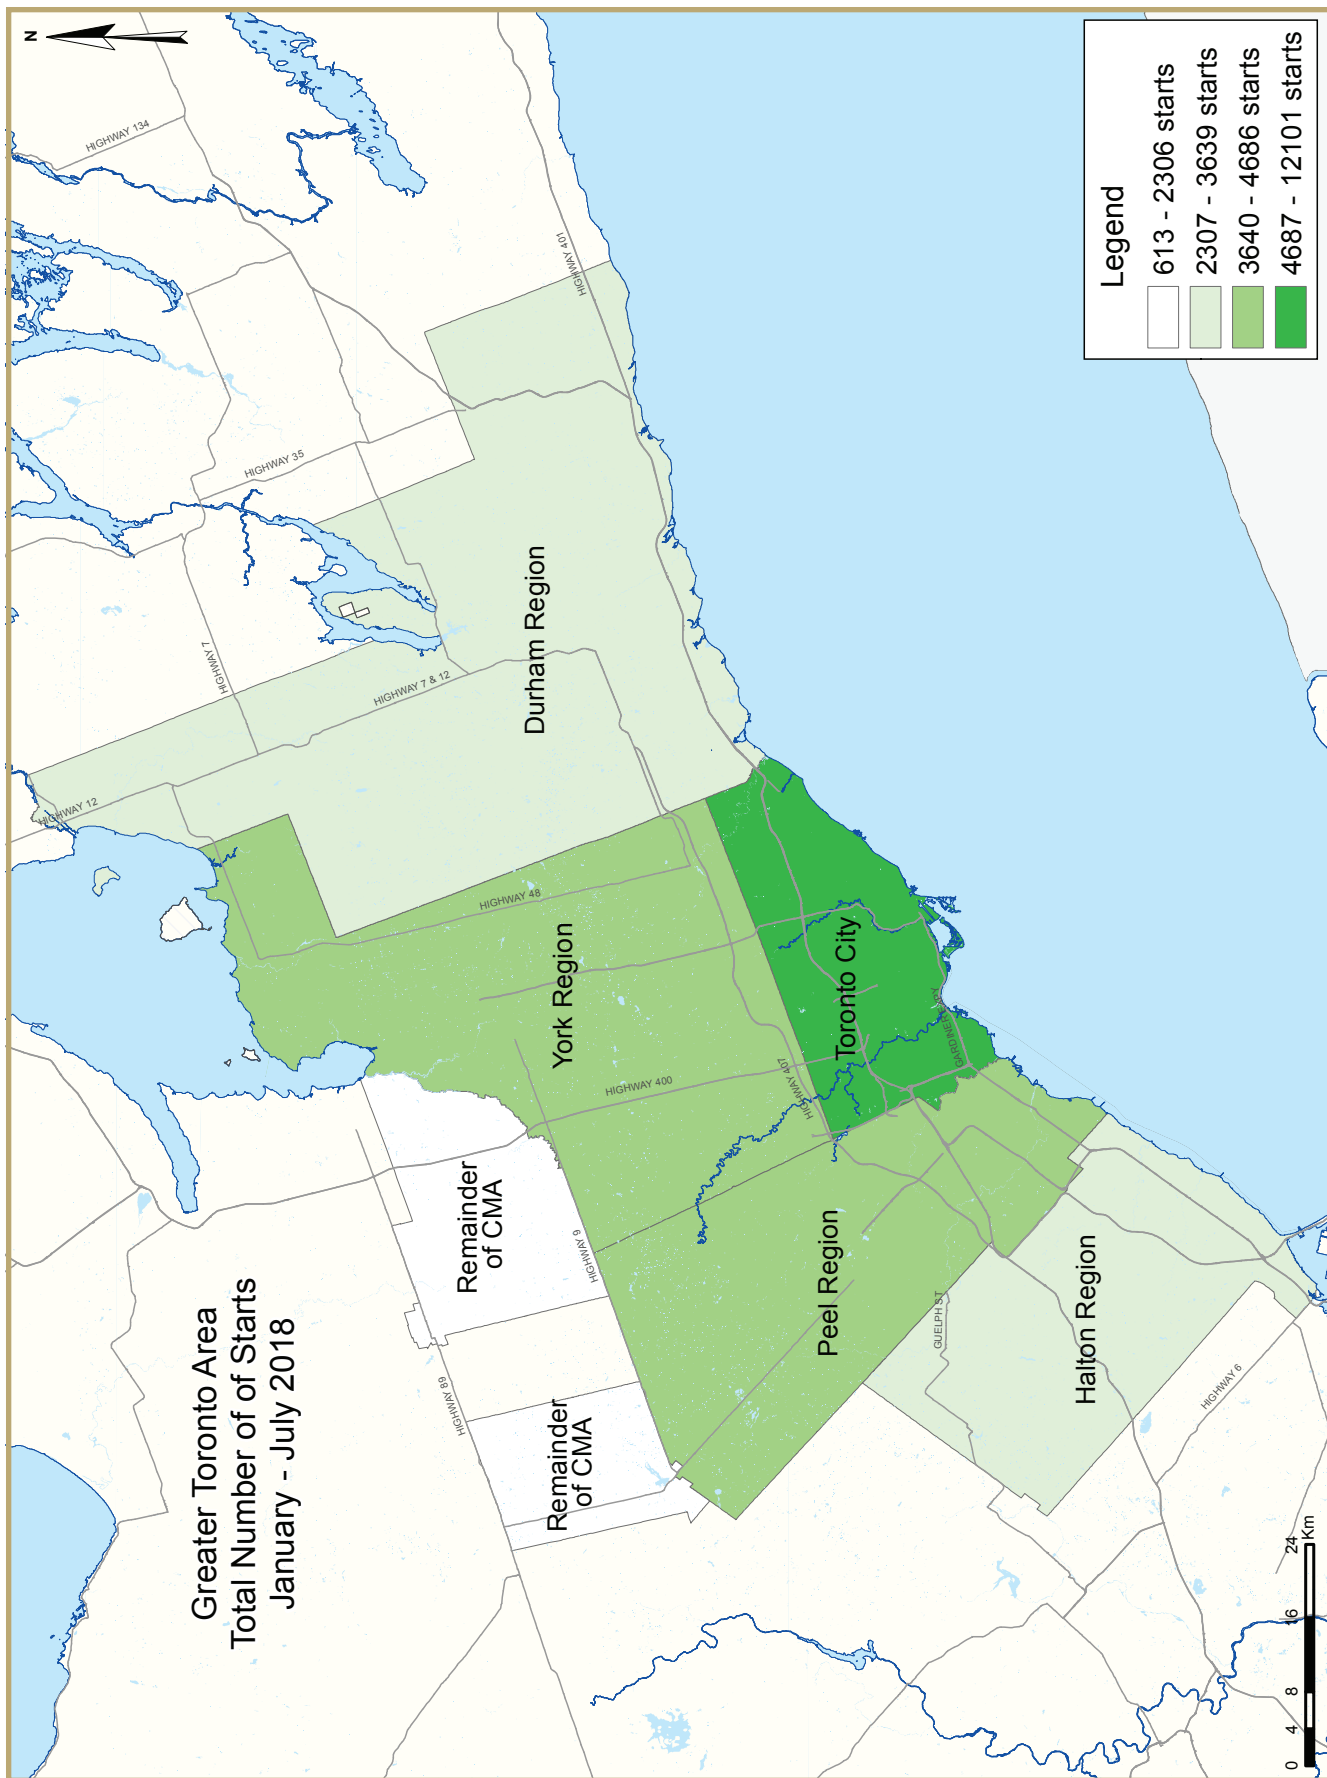 Greater Toronto Area
Total Number of of Starts
January - July 2018
N
HIGHWAY 134
HIGHWAY 401
HIGHWAY 35
HIGHWAY 7
HIGHWAY 7 & 12
HIGHWAY 12
Durham Region
HIGHWAY 48
York Region
HIGHWAY 400
HIGHWAY 407
Toronto City
GARDINER EXPY
Remainder
of CMA
HIGHWAY 9
HIGHWAY 89
Remainder
of CMA
Peel Region
GUELPH ST
Halton Region
HIGHWAY 6
Legend
613 - 2306 starts
2307 - 3639 starts
3640 - 4686 starts
4687 - 12101 starts
0 4 8 16 24
Km